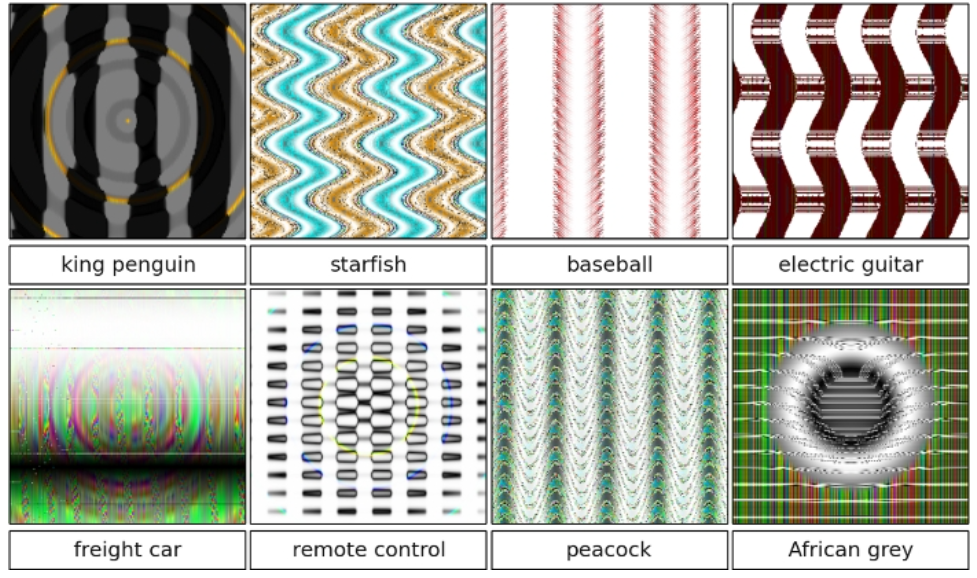 king penguin
starfish
baseball
electric guitar
freight car
remote control
peacock
African grey